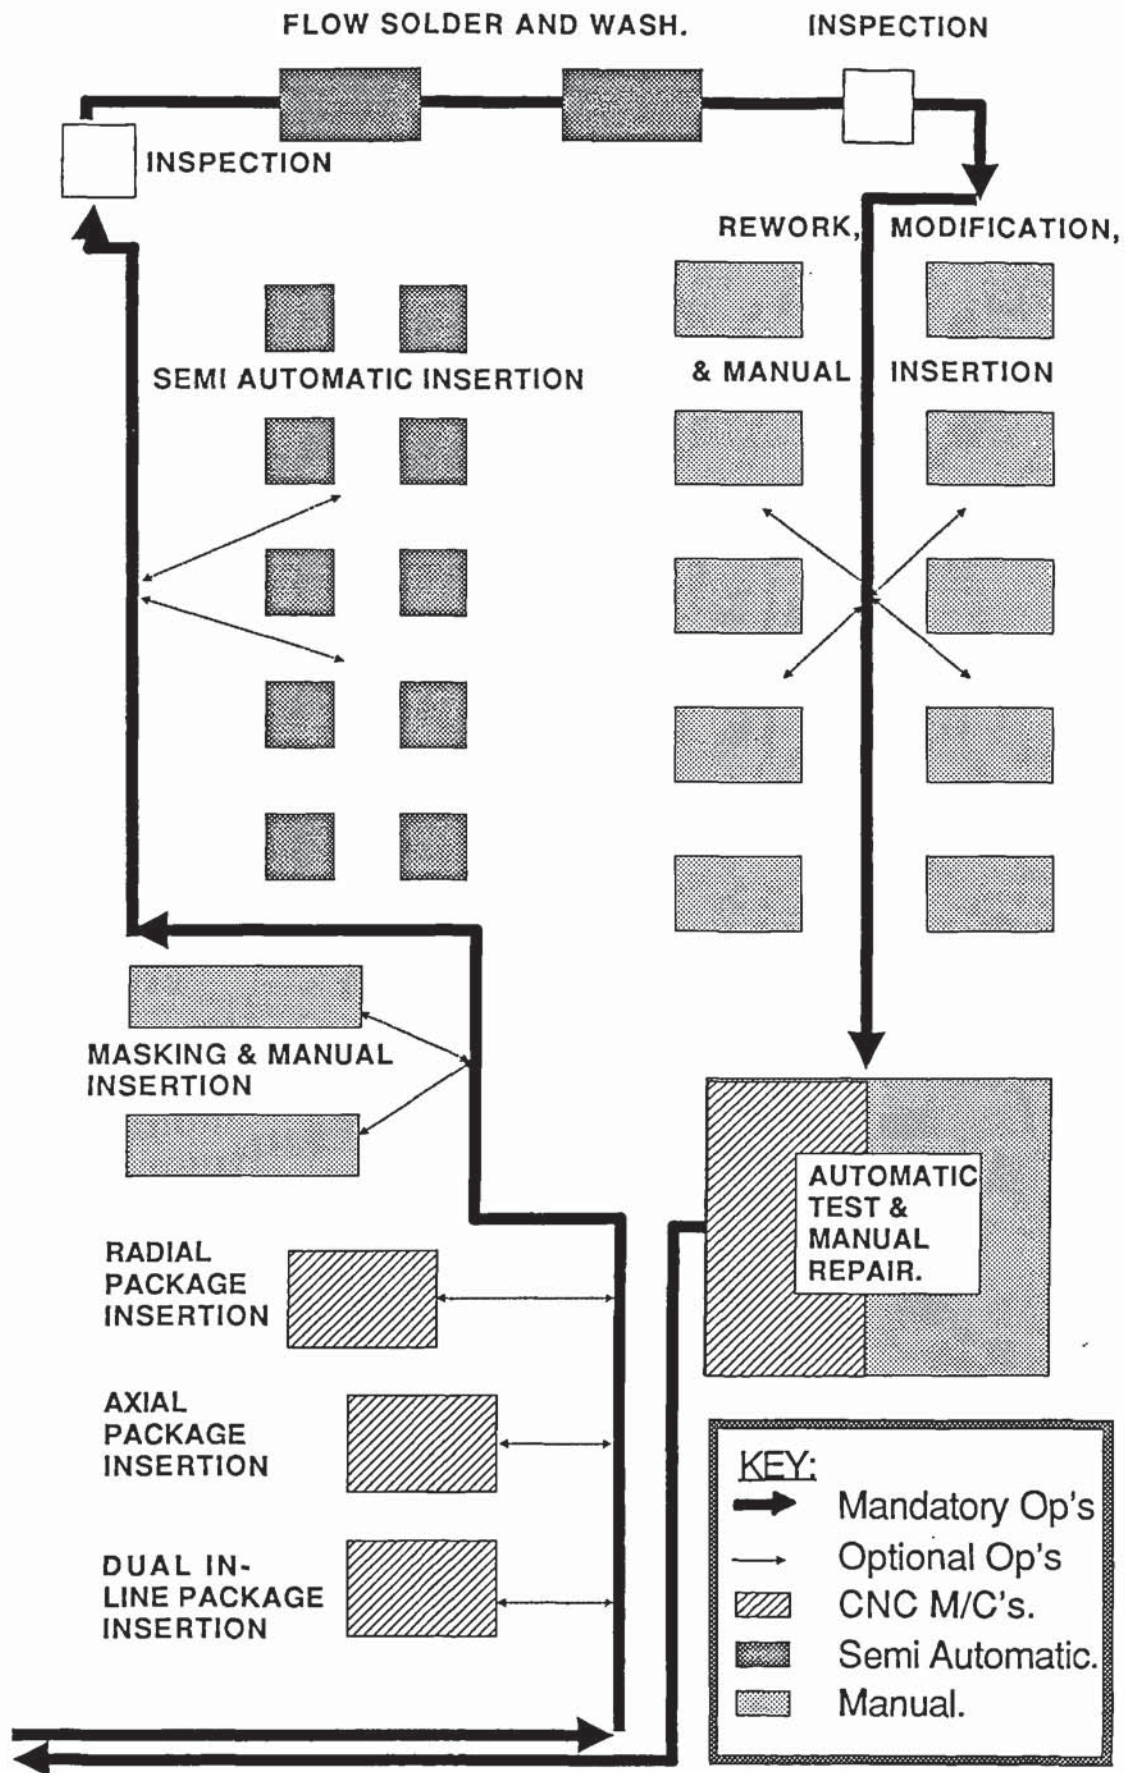 FLOW SOLDER AND WASH.
INSPECTION
INSPECTION
REWORK, MODIFICATION,
& MANUAL INSERTION
SEMI AUTOMATIC INSERTION
MASKING & MANUAL
INSERTION
RADIAL
PACKAGE
INSERTION
AXIAL
PACKAGE
INSERTION
DUAL IN-
LINE PACKAGE
INSERTION
AUTOMATIC
TEST &
MANUAL
REPAIR.
KEY:
Mandatory Op's
Optional Op's
CNC M/C's.
Semi Automatic.
Manual.